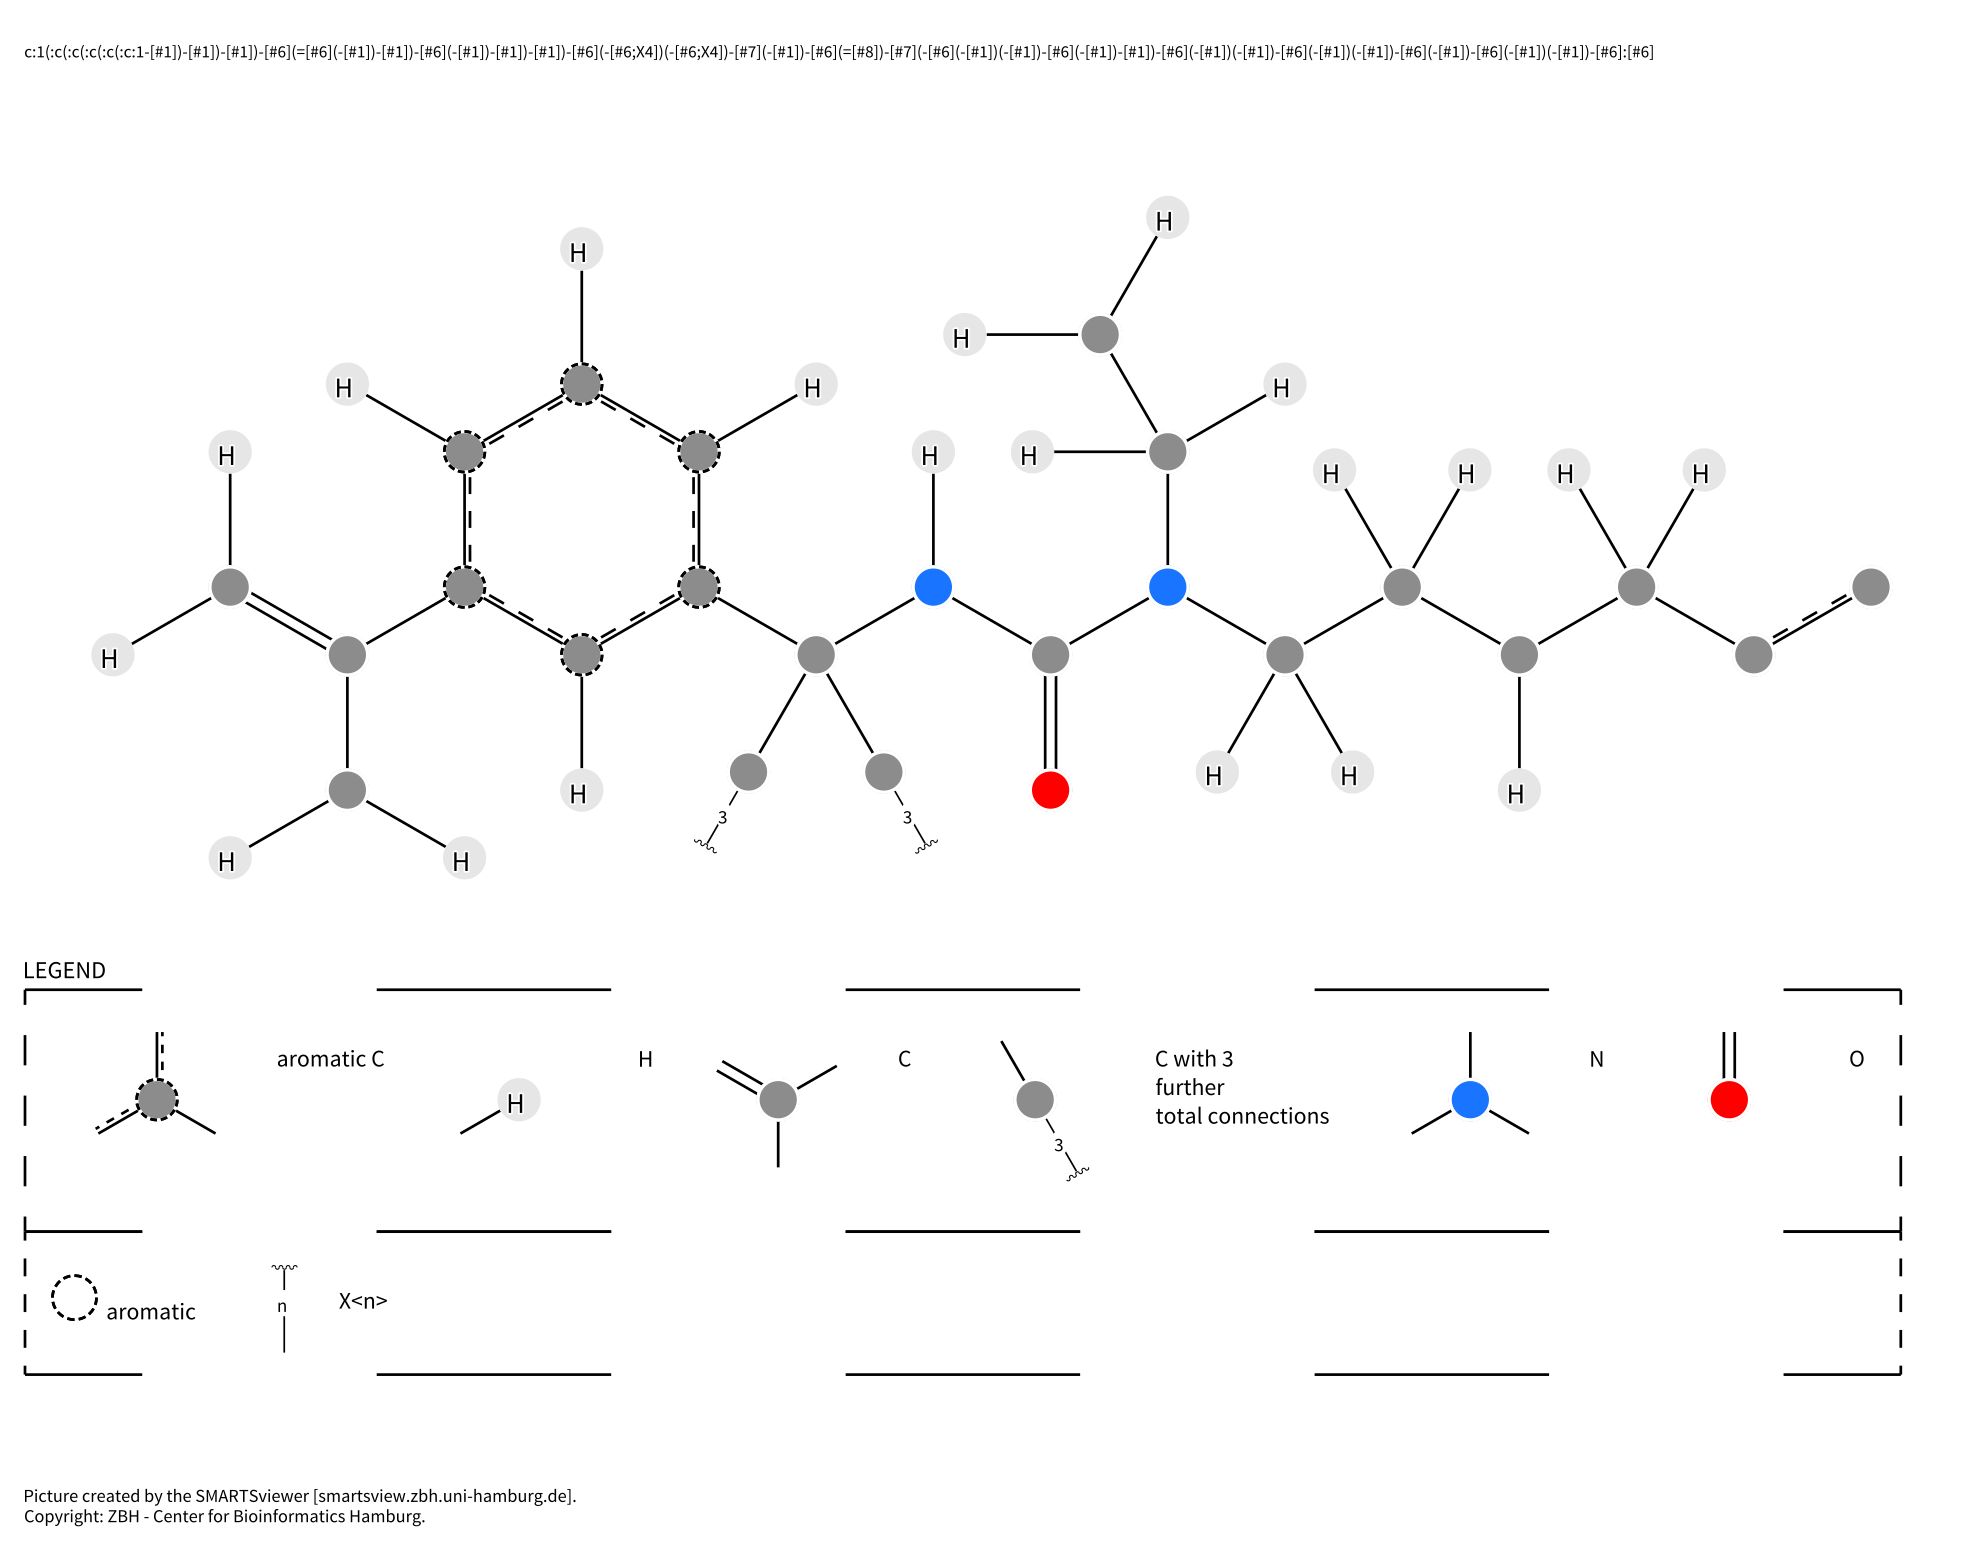 c:1(:c(:c(:c(:c(:c:1-[#1])-[#1])-[#1])-[#6](=[#6](-[#1])-[#1])-[#6](-[#1])-[#1])-[#1])-[#6](-[#6;X4])(-[#6;X4])-[#7](-[#1])-[#6](=[#8])-[#7](-[#6](-[#1])(-[#1])-[#6](-[#1])-[#1])-[#6](-[#1])(-[#1])-[#6](-[#1])(-[#1])-[#6](-[#1])-[#6](-[#1])(-[#1])-[#6]:[#6]
H
H
H
H H H
H H H H
H H H H
H
3 3
H H H H H
H H
LEGEND
aromatic C H C C with 3 N O
further
H
total connections
3
n X<n>
aromatic
Picture created by the SMARTSviewer [smartsview.zbh.uni-hamburg.de].
Copyright: ZBH - Center for Bioinformatics Hamburg.